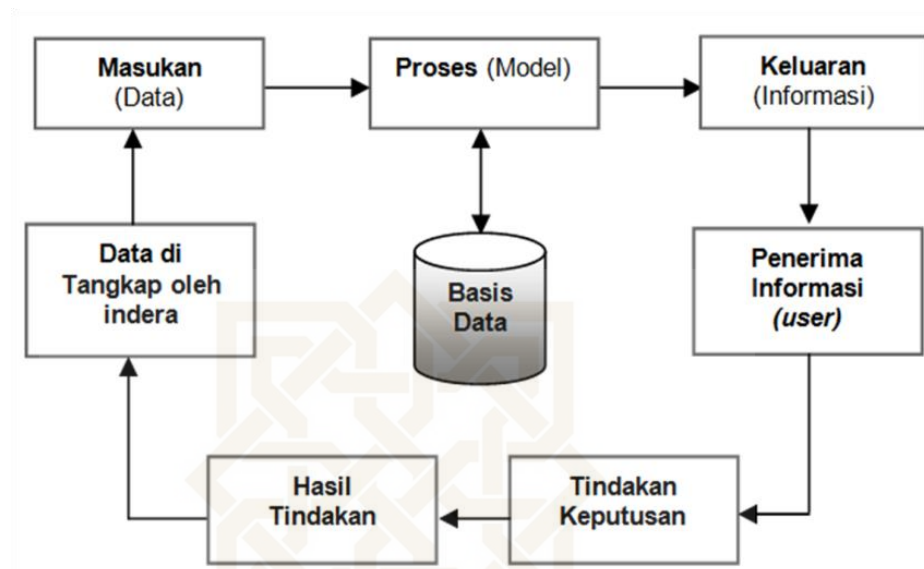 Masukan
(Data)
Proses (Model)
Keluaran
(Informasi)
Data di
Tangkap oleh
indera
Basis
Data
Penerima
Informasi
(user)
Hasil
Tindakan
Tindakan
Keputusan